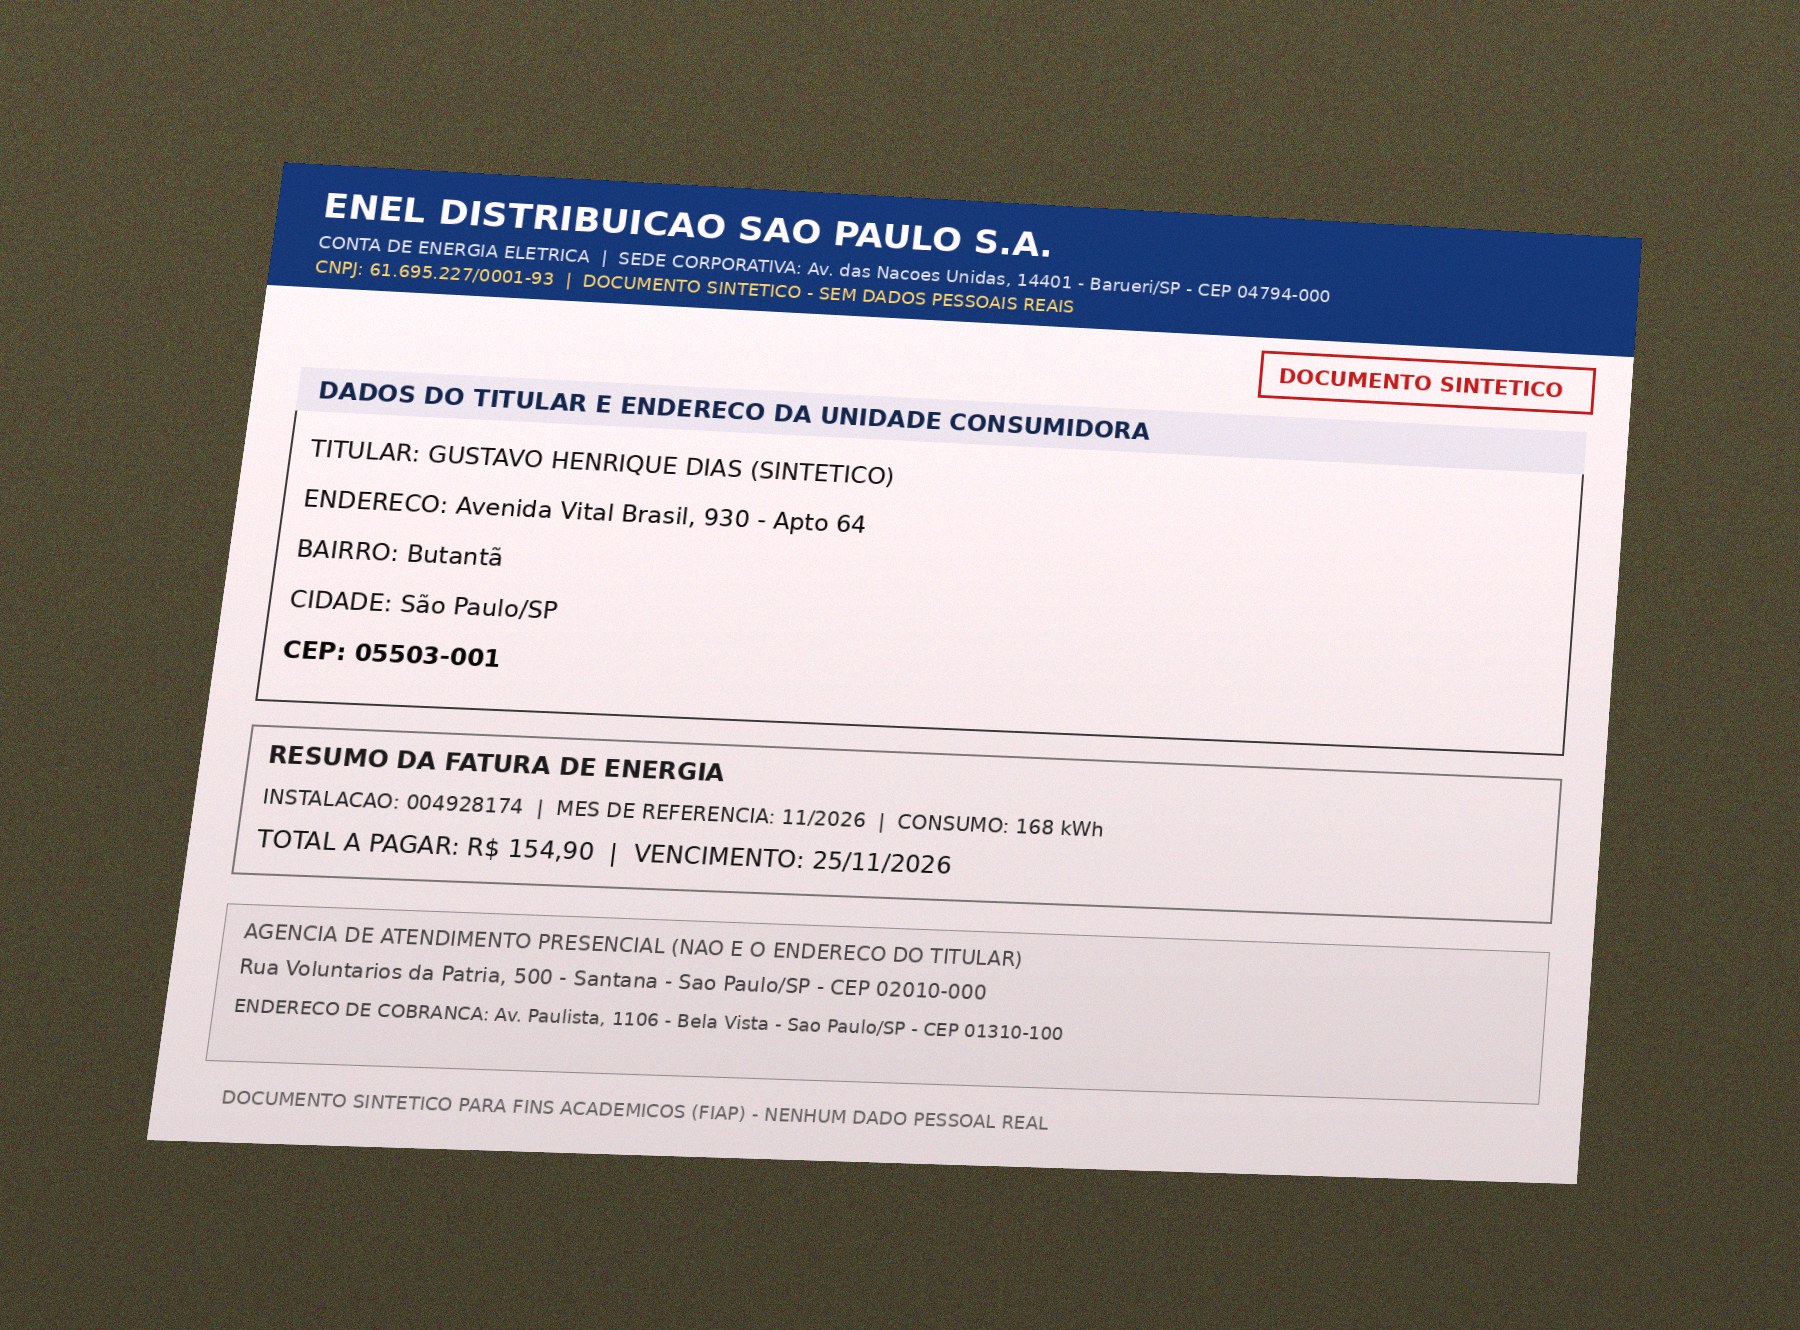 ENEL DISTRIBUICAO SAO PAULO S.A.
CONTA DE ENERGIA ELETRICA | SEDE CORPORATIVA: Av. das Nacoes Unidas, 14401 - Barueri/SP - CEP 04794-000
CNPJ: 61.695.227/0001-93 | DOCUMENTO SINTETICO - SEM DADOS PESSOAIS REAIS
DOCUMENTO SINTETICO
DADOS DO TITULAR E ENDERECO DA UNIDADE CONSUMIDORA
TITULAR: GUSTAVO HENRIQUE DIAS (SINTETICO)
ENDERECO: Avenida Vital Brasil, 930 - Apto 64
BAIRRO: Butantã
CIDADE: São Paulo/SP
CEP: 05503-001
RESUMO DA FATURA DE ENERGIA
INSTALACAO: 004928174 | MES DE REFERENCIA: 11/2026 | CONSUMO: 168 kWh
TOTAL A PAGAR: R$ 154,90 | VENCIMENTO: 25/11/2026
AGENCIA DE ATENDIMENTO PRESENCIAL (NAO E O ENDERECO DO TITULAR)
Rua Voluntarios da Patria, 500 - Santana - Sao Paulo/SP - CEP 02010-000
ENDERECO DE COBRANCA: Av. Paulista, 1106 - Bela Vista - Sao Paulo/SP - CEP 01310-100
DOCUMENTO SINTETICO PARA FINS ACADEMICOS (FIAP) - NENHUM DADO PESSOAL REAL